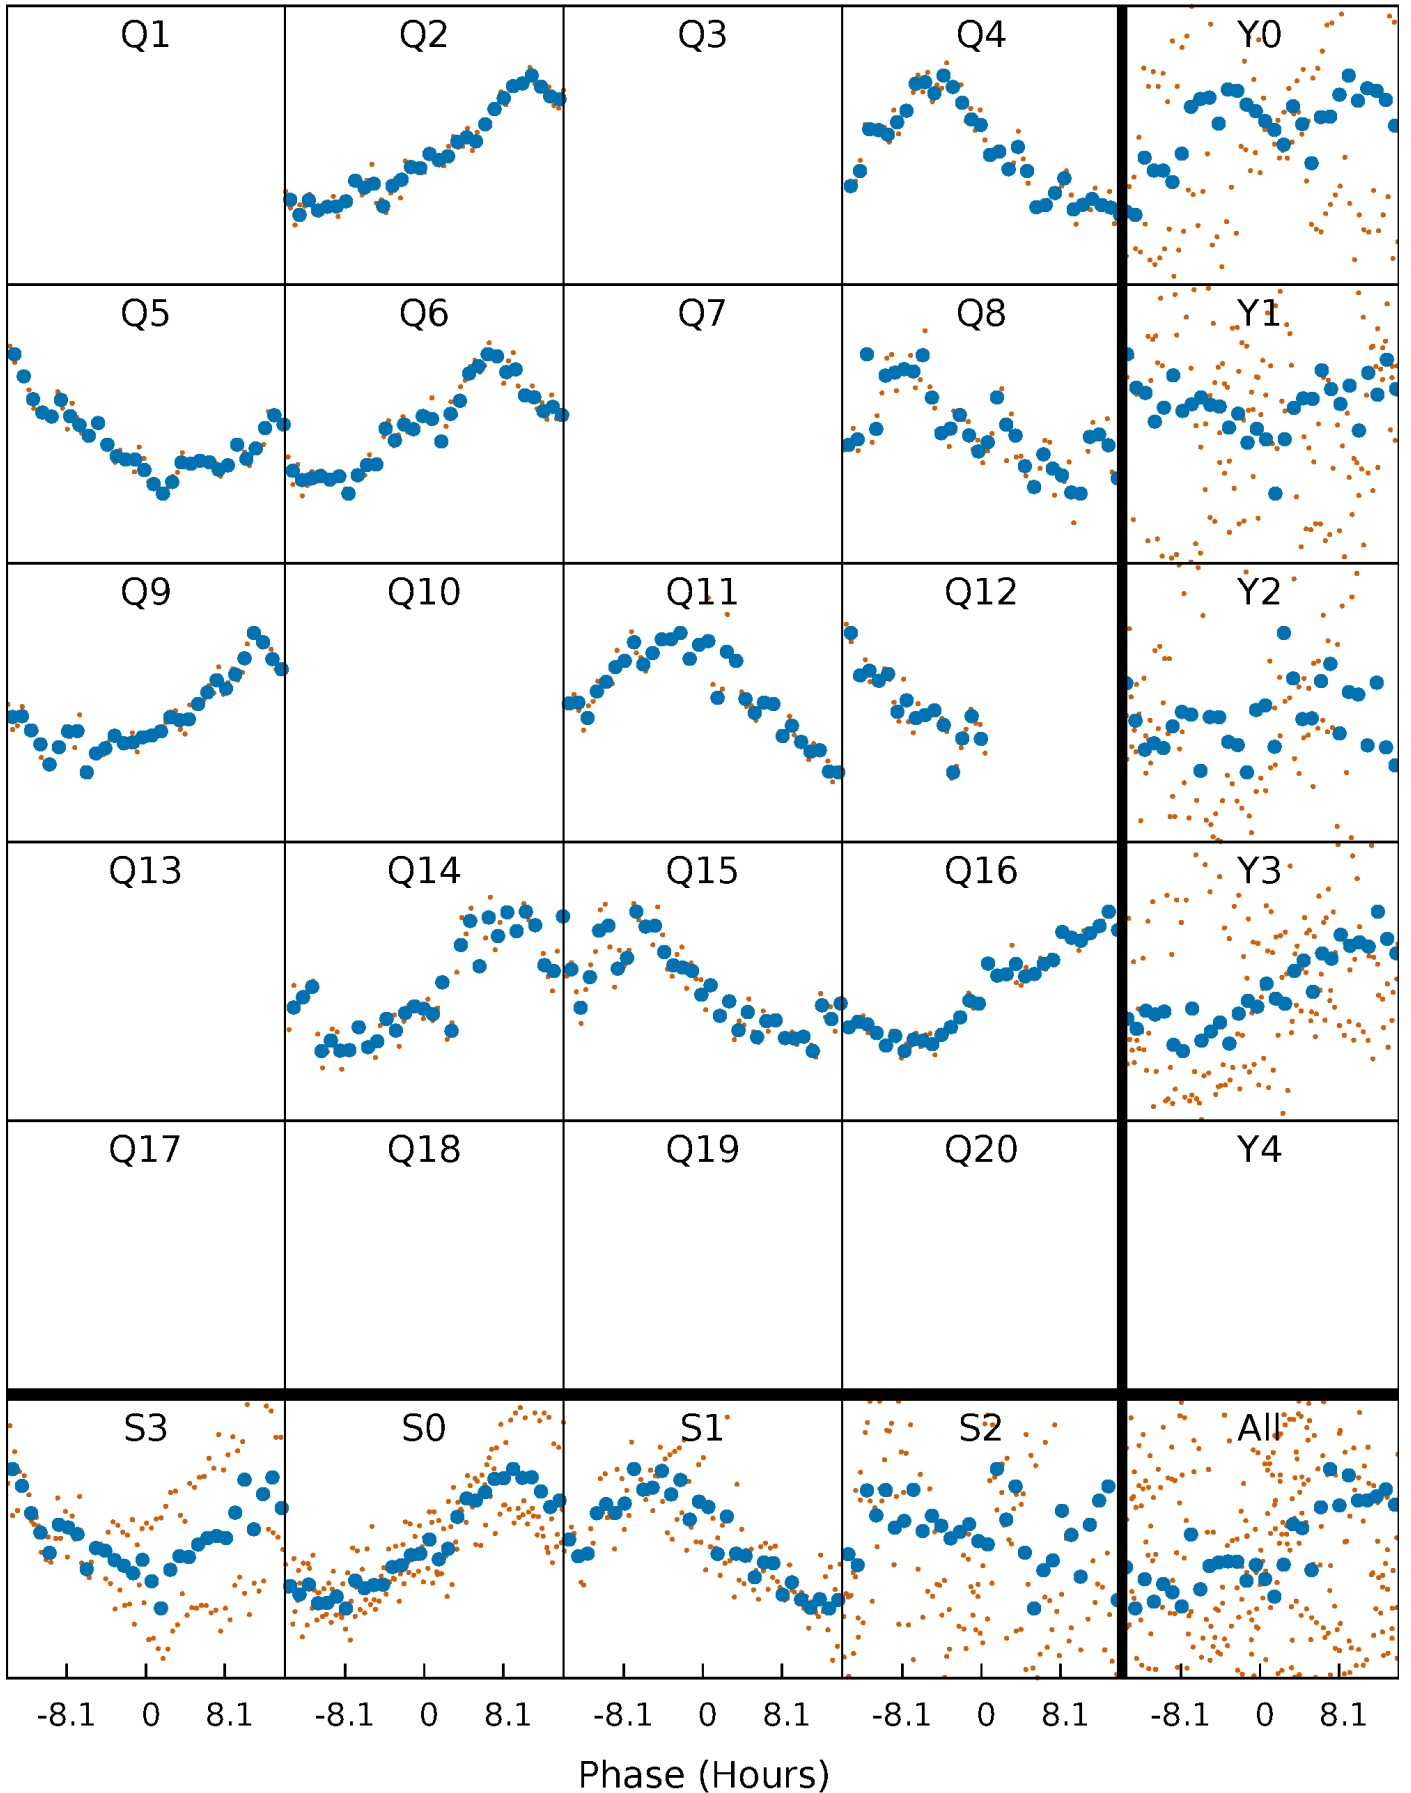 Q1 Q2 Q3 Q4 Y0
Q5 Q6 Q7 Q8 Y1
Q9 Q10 Q11 Q12 Y2
Q13 Q14 Q15 Q16 Y3
Q17 Q18 Q19 Q20 Y4
S3 S0 S1 S2 All
-8.1 0 8.1 -8.1 0 8.1 -8.1 0 8.1 -8.1 0 8.1 -8.1 0 8.1
Phase (Hours)